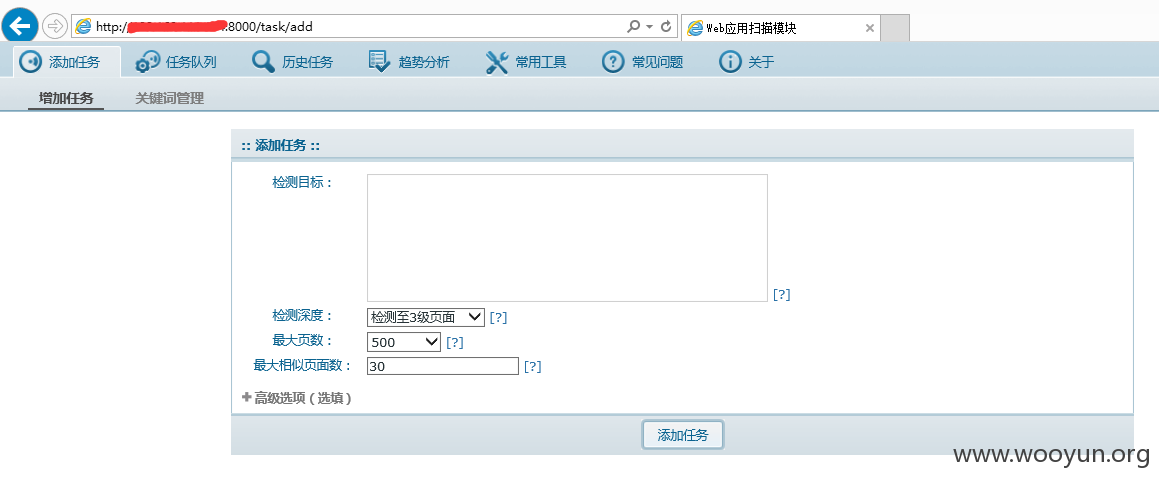 http:// :8000/task/add
Web应用扫描模块
添加任务 任务队列 历史任务 趋势分析 常用工具 常见问题 关于
增加任务 关键词管理
:: 添加任务 ::
检测目标：
[?]
检测深度： 检测至3级页面 [?]
最大页数： 500 [?]
最大相似页面数： 30 [?]
高级选项（选填）
添加任务
www.wooyun.org